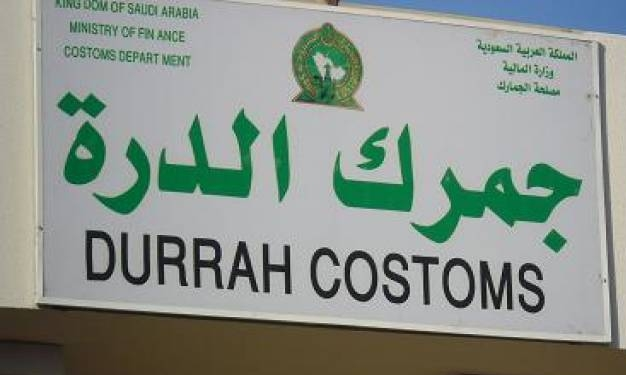 KING DOM OF SAUDI ARABIA
MINISTRY OF FIN ANCE
CUSTOMS DEPART MENT
المملكة العربية السعودية
وزارة المالية
مصلحة الجمارك
جمرك الدرة
DURRAH COSTOMS